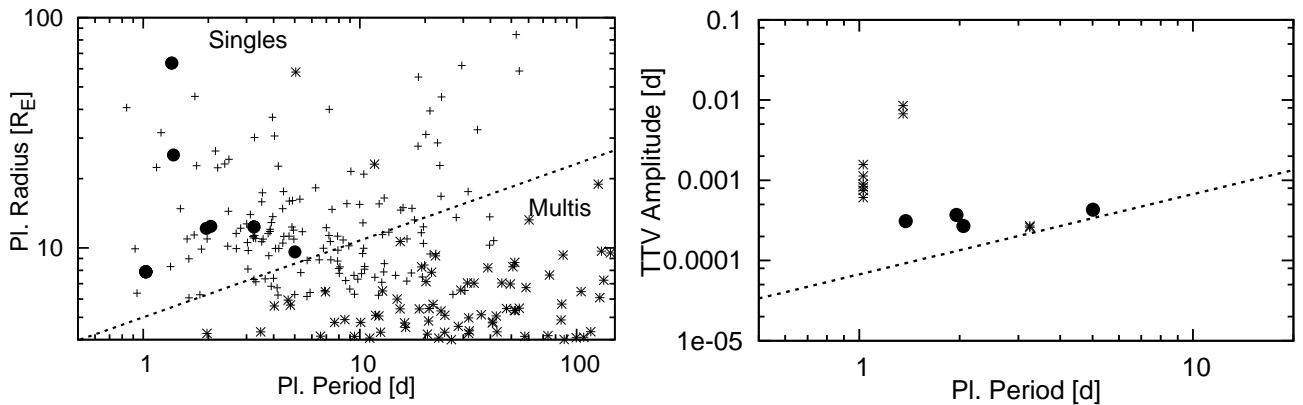 100
10
Pl. Radius [R_E]
Singles
Multis
1 10 100
Pl. Period [d]
0.1
0.01
0.001
0.0001
1e-05
TTV Amplitude [d]
1 10
Pl. Period [d]